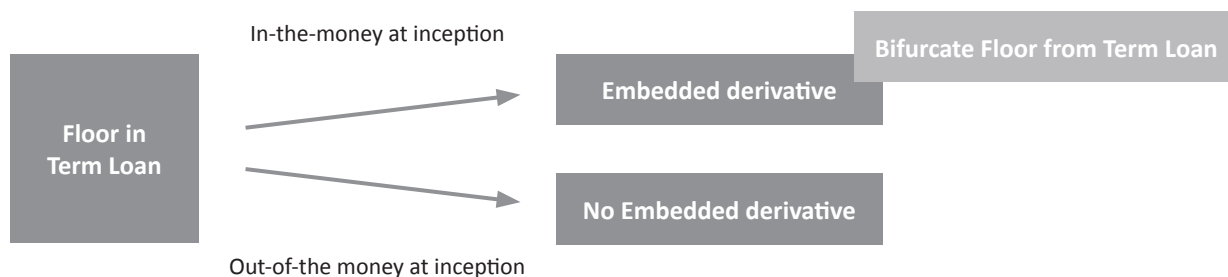 In-the-money at inception
Bifurcate Floor from Term Loan
Embedded derivative
Floor in
Term Loan
No Embedded derivative
Out-of-the money at inception